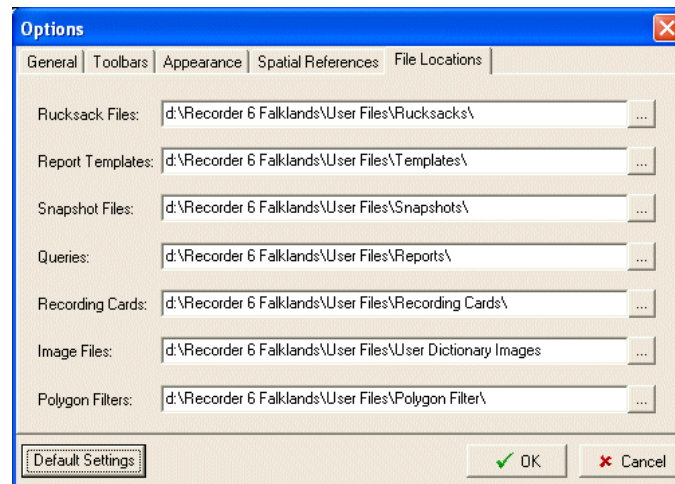 Options
General Toolbars Appearance Spatial References File Locations
Rucksack Files: d:\Recorder 6 Falklands\User Files\Rucksacks\ ...
Report Templates: d:\Recorder 6 Falklands\User Files\Templates\ ...
Snapshot Files: d:\Recorder 6 Falklands\User Files\Snapshots\ ...
Queries: d:\Recorder 6 Falklands\User Files\Reports\ ...
Recording Cards: d:\Recorder 6 Falklands\User Files\Recording Cards\ ...
Image Files: d:\Recorder 6 Falklands\User Files\User Dictionary Images ...
Polygon Filters: d:\Recorder 6 Falklands\User Files\Polygon Filter\ ...
Default Settings OK Cancel